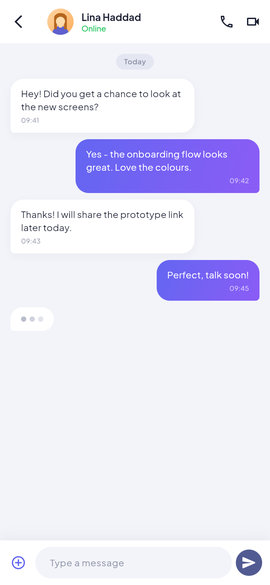 Lina Haddad
Online
Today
Hey! Did you get a chance to look at
the new screens?
09:41
Yes - the onboarding flow looks
great. Love the colours.
09:42
Thanks! I will share the prototype link
later today.
09:43
Perfect, talk soon!
09:45
Type a message